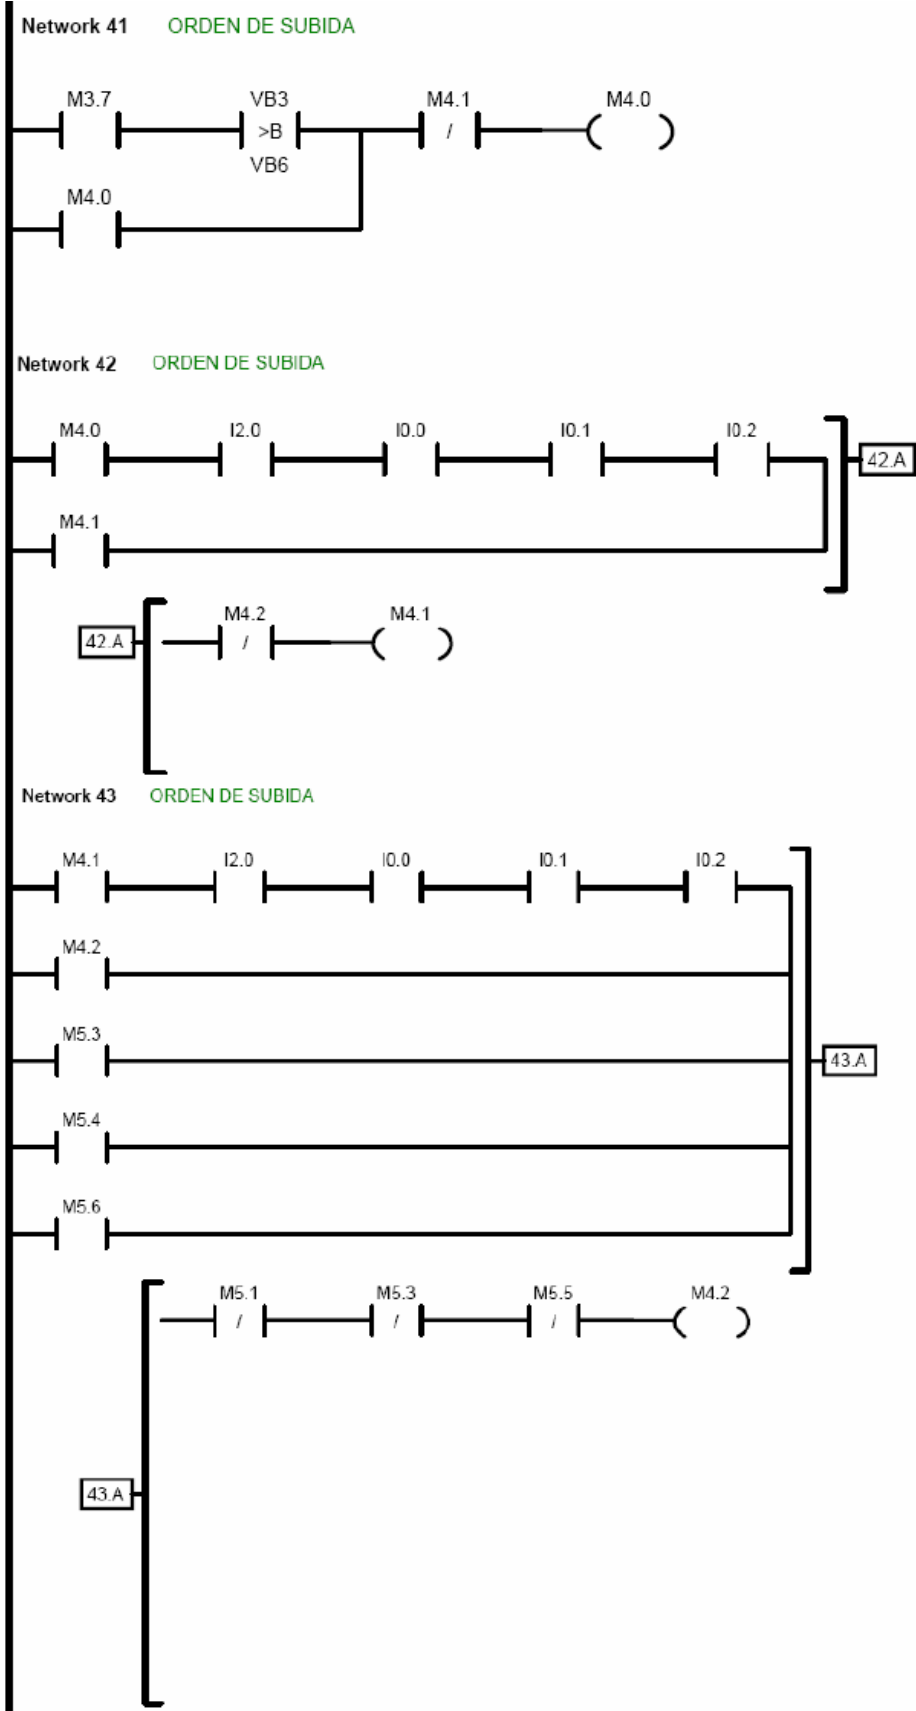 Network 41 ORDEN DE SUBIDA
M3.7 VB3 M4.1 M4.0
>B /
VB6
M4.0
Network 42 ORDEN DE SUBIDA
M4.0 I2.0 I0.0 I0.1 I0.2
42.A
M4.1
M4.2 M4.1
42.A /
Network 43 ORDEN DE SUBIDA
M4.1 I2.0 I0.0 I0.1 I0.2
M4.2
M5.3
43.A
M5.4
M5.6
M5.1 M5.3 M5.5 M4.2
/ / /
43.A